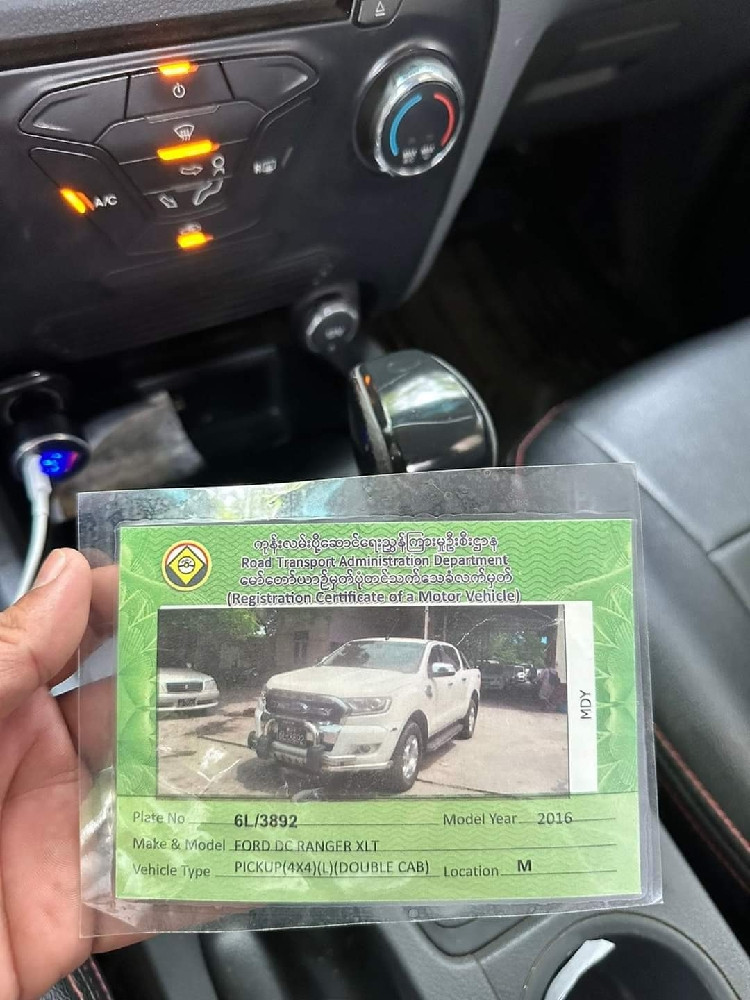 A/C
ကုန်းလမ်းပို့ဆောင်ရေးညွှန်ကြားမှုဦးစီးဌာန
Road Transport Administration Department
မော်တော်ယာဉ်မှတ်ပုံတင်သက်သေခံလက်မှတ်
(Registration Certificate of a Motor Vehicle)
MDY
Plate No 6L/3892 Model Year 2016
Make & Model FORD DC RANGER XLT
Vehicle Type PICKUP(4X4)(L)(DOUBLE CAB) Location M